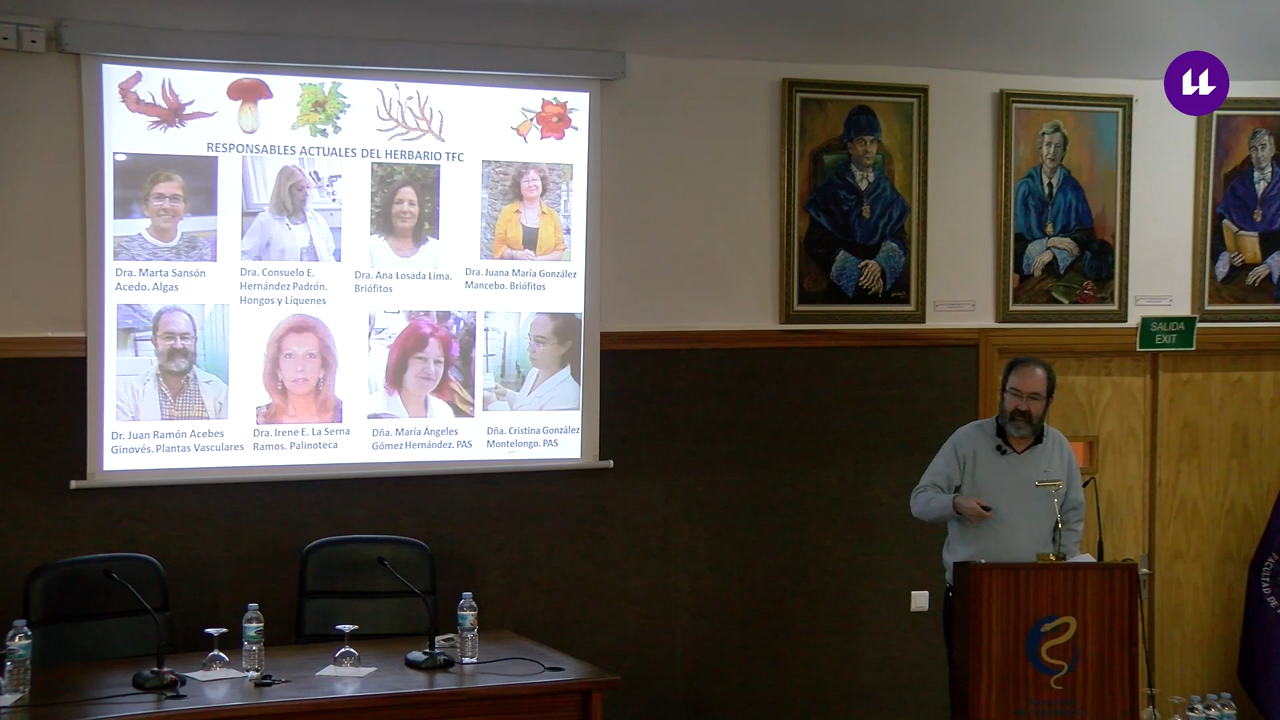 RESPONSABLES ACTUALES DEL HERBARIO TFC
Dra. Marta Sansón
Acedo. Algas
Dra. Consuelo E.
Hernández Padrón.
Hongos y Líquenes
Dra. Ana Losada Lima.
Briófitos
Dra. Juana María González
Mancebo. Briófitos
Dr. Juan Ramón Acebes
Ginovés. Plantas Vasculares
Dra. Irene E. La Serna
Ramos. Palinoteca
Dña. María Ángeles
Gómez Hernández. PAS
Dña. Cristina González
Montelongo. PAS
SALIDA
EXIT
FACULTAD DE